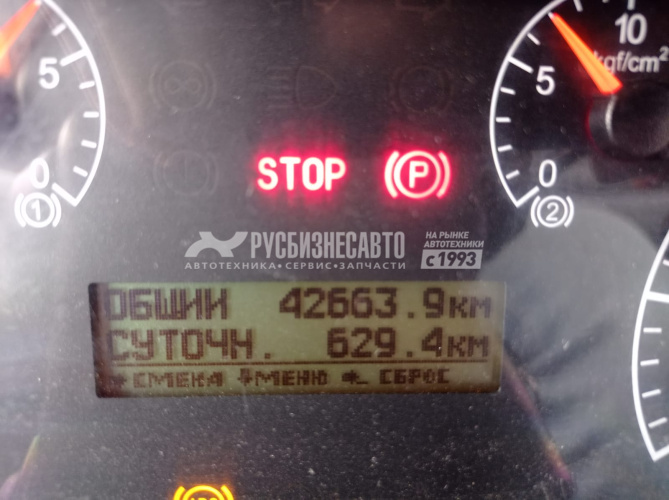 5
0
(1)
10
kgf/cm²
5
0
(2)
STOP
(P)
РУСБИЗНЕСАВТО
АВТОТЕХНИКА•СЕРВИС•ЗАПЧАСТИ
НА РЫНКЕ
АВТОТЕХНИКИ
с 1993
ОБЩИЙ 42663.9км
СУТОЧН. 629.4км
СМЕНА МЕНЮ СБРОС